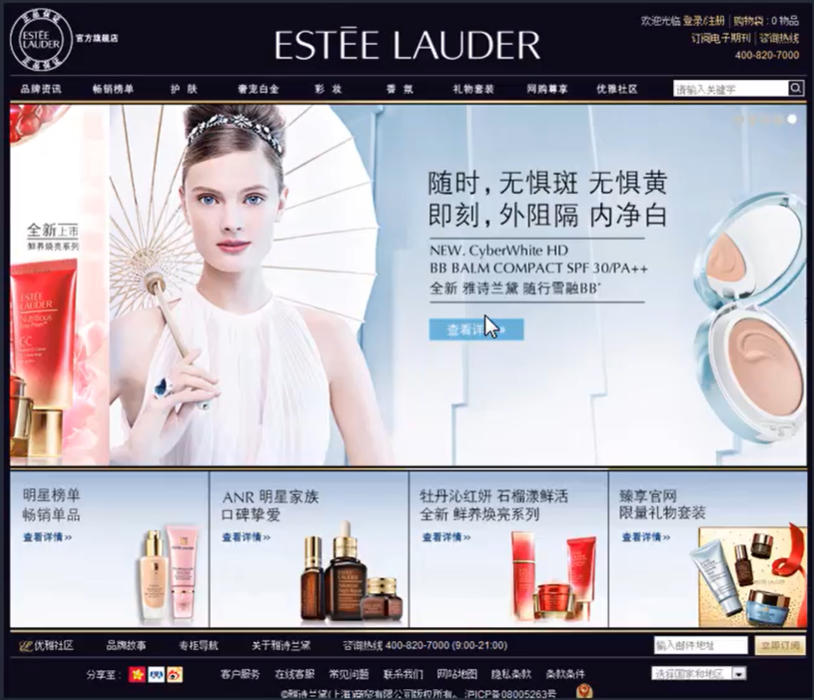 正品保证
ESTĒE LAUDER
正品保证
官方旗舰店
ESTĒE LAUDER
欢迎光临 登录/注册 | 购物袋 : 0 物品
订阅电子期刊 | 咨询热线
400-820-7000
品牌资讯 畅销榜单 护 肤 奢宠白金 彩 妆 香 氛 礼物套装 网购尊享 优雅社区
请输入关键字
全新上市
鲜养焕亮系列
ESTĒE LAUDER
Nutritious
CC
随时，无惧斑 无惧黄
即刻，外阻隔 内净白
NEW. CyberWhite HD
BB BALM COMPACT SPF 30/PA++
全新 雅诗兰黛 随行雪融BB*
查看详 »
明星榜单
畅销单品
查看详情»
ANR 明星家族
口碑挚爱
查看详情»
牡丹沁红妍 石榴漾鲜活
全新 鲜养焕亮系列
查看详情»
臻享官网
限量礼物套装
查看详情»
优雅社区 品牌故事 专柜导航 关于雅诗兰黛 咨询热线 400-820-7000 (9:00-21:00)
输入邮件地址 立即订阅
分享至 : 客户服务 在线客服 常见问题 联系我们 网站地图 隐私条款 条款条件
请选择国家和地区
©雅诗兰黛(上海)商贸有限公司版权所有。 沪ICP备08005263号